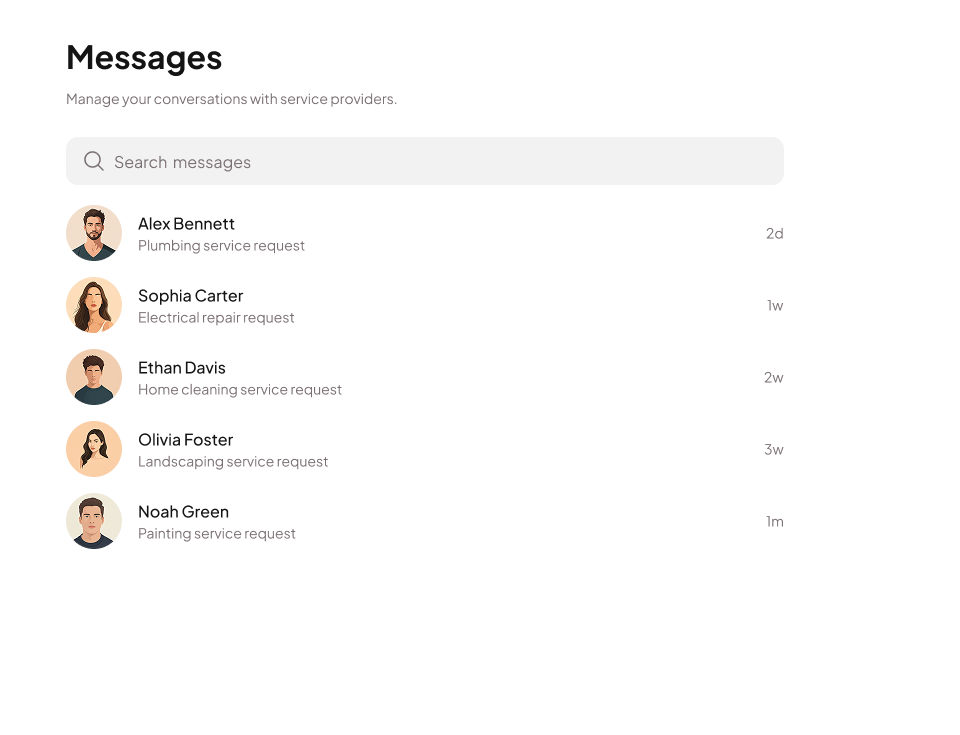 Messages
Manage your conversations with service providers.
Search messages
Alex Bennett
Plumbing service request
2d
Sophia Carter
Electrical repair request
1w
Ethan Davis
Home cleaning service request
2w
Olivia Foster
Landscaping service request
3w
Noah Green
Painting service request
1m